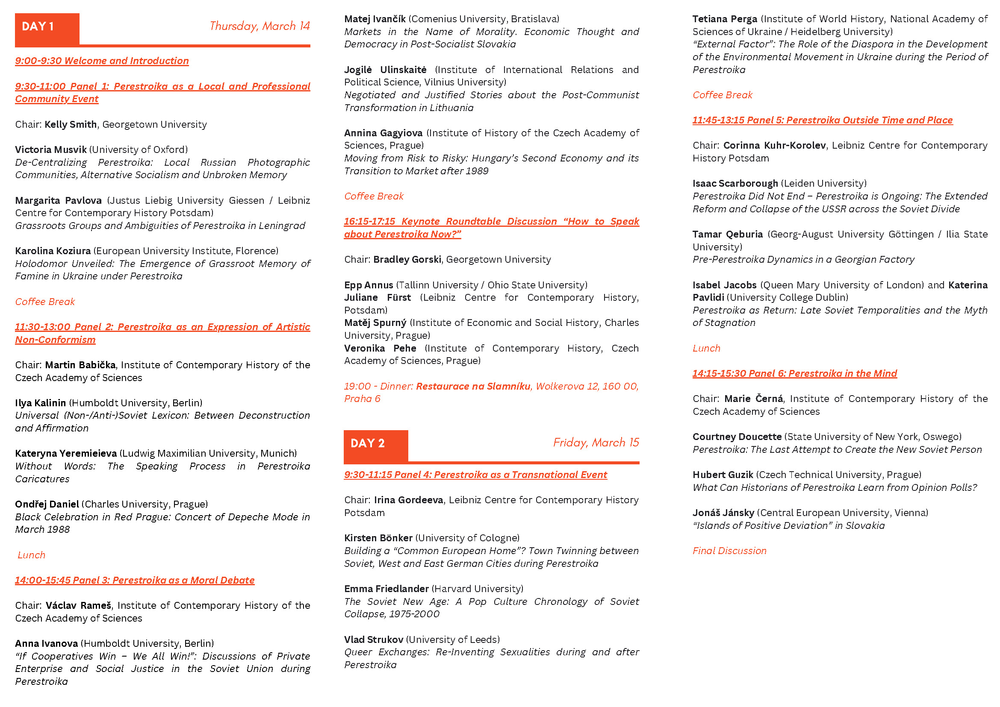 DAY 1
Thursday, March 14
9:00-9:30 Welcome and Introduction
9:30-11:00 Panel 1: Perestroika as a Local and Professional
Community Event
Chair: Kelly Smith, Georgetown University
Victoria Musvik (University of Oxford)
De-Centralizing Perestroika: Local Russian Photographic
Communities, Alternative Socialism and Unbroken Memory
Margarita Pavlova (Justus Liebig University Giessen / Leibniz
Centre for Contemporary History Potsdam)
Grassroots Groups and Ambiguities of Perestroika in Leningrad
Karolina Koziura (European University Institute, Florence)
Holodomor Unveiled: The Emergence of Grassroot Memory of
Famine in Ukraine under Perestroika
Coffee Break
11:30-13:00 Panel 2: Perestroika as an Expression of Artistic
Non-Conformism
Chair: Martin Babička, Institute of Contemporary History of the
Czech Academy of Sciences
Ilya Kalinin (Humboldt University, Berlin)
Universal (Non-/Anti-)Soviet Lexicon: Between Deconstruction
and Affirmation
Kateryna Yeremieieva (Ludwig Maximilian University, Munich)
Without Words: The Speaking Process in Perestroika
Caricatures
Ondřej Daniel (Charles University, Prague)
Black Celebration in Red Prague: Concert of Depeche Mode in
March 1988
Lunch
14:00-15:45 Panel 3: Perestroika as a Moral Debate
Chair: Václav Rameš, Institute of Contemporary History of the
Czech Academy of Sciences
Anna Ivanova (Humboldt University, Berlin)
“If Cooperatives Win – We All Win!”: Discussions of Private
Enterprise and Social Justice in the Soviet Union during
Perestroika
Matej Ivančík (Comenius University, Bratislava)
Markets in the Name of Morality. Economic Thought and
Democracy in Post-Socialist Slovakia
Jogilė Ulinskaitė (Institute of International Relations and
Political Science, Vilnius University)
Negotiated and Justified Stories about the Post-Communist
Transformation in Lithuania
Annina Gagyiova (Institute of History of the Czech Academy of
Sciences, Prague)
Moving from Risk to Risky: Hungary’s Second Economy and its
Transition to Market after 1989
Coffee Break
16:15-17:15 Keynote Roundtable Discussion “How to Speak
about Perestroika Now?”
Chair: Bradley Gorski, Georgetown University
Epp Annus (Tallinn University / Ohio State University)
Juliane Fürst (Leibniz Centre for Contemporary History,
Potsdam)
Matěj Spurný (Institute of Economic and Social History, Charles
University, Prague)
Veronika Pehe (Institute of Contemporary History, Czech
Academy of Sciences, Prague)
19:00 - Dinner: Restaurace na Slamníku, Wolkerova 12, 160 00,
Praha 6
DAY 2
Friday, March 15
9:30-11:15 Panel 4: Perestroika as a Transnational Event
Chair: Irina Gordeeva, Leibniz Centre for Contemporary History
Potsdam
Kirsten Bönker (University of Cologne)
Building a “Common European Home”? Town Twinning between
Soviet, West and East German Cities during Perestroika
Emma Friedlander (Harvard University)
The Soviet New Age: A Pop Culture Chronology of Soviet
Collapse, 1975-2000
Vlad Strukov (University of Leeds)
Queer Exchanges: Re-Inventing Sexualities during and after
Perestroika
Tetiana Perga (Institute of World History, National Academy of
Sciences of Ukraine / Heidelberg University)
“External Factor”: The Role of the Diaspora in the Development
of the Environmental Movement in Ukraine during the Period of
Perestroika
Coffee Break
11:45-13:15 Panel 5: Perestroika Outside Time and Place
Chair: Corinna Kuhr-Korolev, Leibniz Centre for Contemporary
History Potsdam
Isaac Scarborough (Leiden University)
Perestroika Did Not End – Perestroika is Ongoing: The Extended
Reform and Collapse of the USSR across the Soviet Divide
Tamar Qeburia (Georg-August University Göttingen / Ilia State
University)
Pre-Perestroika Dynamics in a Georgian Factory
Isabel Jacobs (Queen Mary University of London) and Katerina
Pavlidi (University College Dublin)
Perestroika as Return: Late Soviet Temporalities and the Myth
of Stagnation
Lunch
14:15-15:30 Panel 6: Perestroika in the Mind
Chair: Marie Černá, Institute of Contemporary History of the
Czech Academy of Sciences
Courtney Doucette (State University of New York, Oswego)
Perestroika: The Last Attempt to Create the New Soviet Person
Hubert Guzik (Czech Technical University, Prague)
What Can Historians of Perestroika Learn from Opinion Polls?
Jonáš Jánsky (Central European University, Vienna)
“Islands of Positive Deviation” in Slovakia
Final Discussion